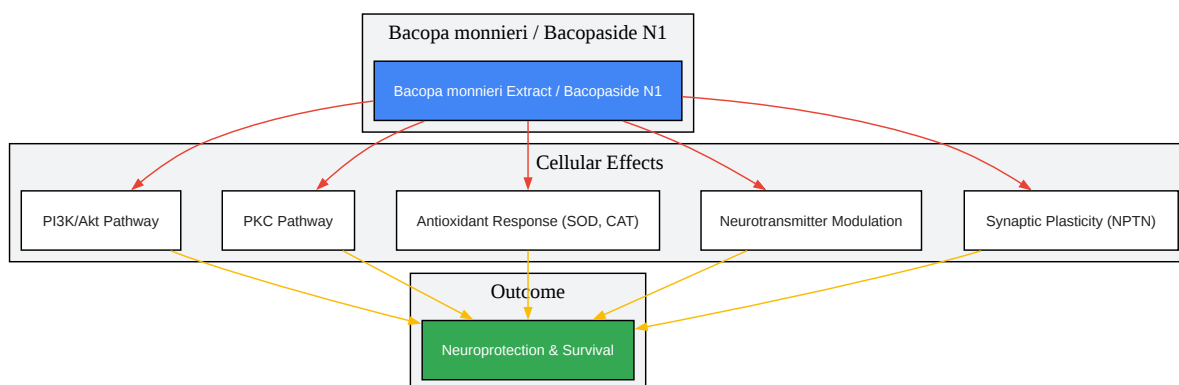 Bacopa monnieri / Bacopaside N1
Bacopa monnieri Extract / Bacopaside N1
Cellular Effects
PI3K/Akt Pathway
PKC Pathway
Antioxidant Response (SOD, CAT)
Neurotransmitter Modulation
Synaptic Plasticity (NPTN)
Outcome
Neuroprotection & Survival